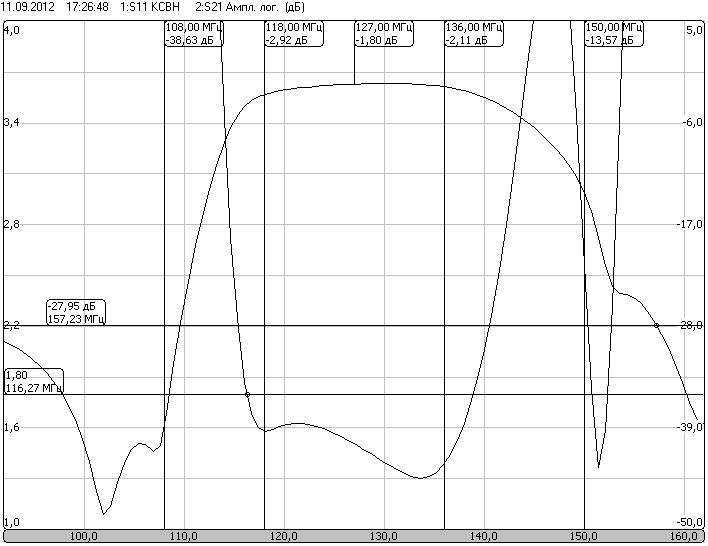 11.09.2012 17:26:48 1:S11 КСВН 2:S21 Ампл. лог. (дБ)
4,0 108,00 МГц 118,00 МГц 127,00 МГц 136,00 МГц 150,00 МГц 5,0
-38,63 дБ -2,92 дБ -1,80 дБ -2,11 дБ -13,57 дБ
3,4 -6,0
2,8 -17,0
-27,95 дБ
157,23 МГц
2,2 -28,0
1,80
116,27 МГц
1,6 -39,0
1,0 -50,0
100,0 110,0 120,0 130,0 140,0 150,0 160,0